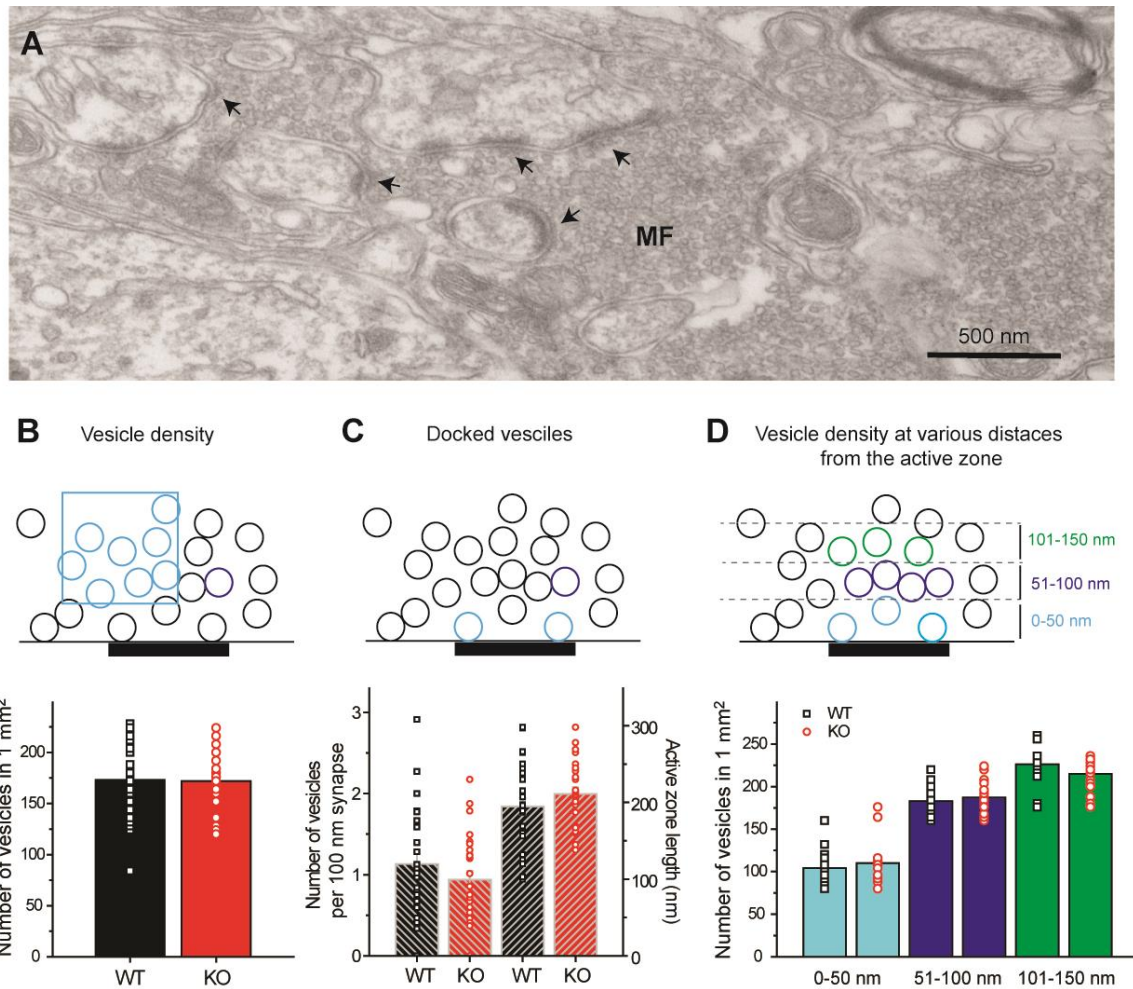 A
MF
500 nm
B
Vesicle density
C
Docked vesciles
D
Vesicle density at various distaces
from the active zone
101-150 nm
51-100 nm
0-50 nm
Number of vesicles in 1 mm²
200
150
100
50
0
WT
KO
Number of vesicles
per 100 nm synapse
3
2
1
0
WT
KO
WT
KO
300
200
100
0
Active zone length (nm)
Number of vesicles in 1 mm²
250
200
150
100
50
0
WT
KO
0-50 nm
51-100 nm
101-150 nm